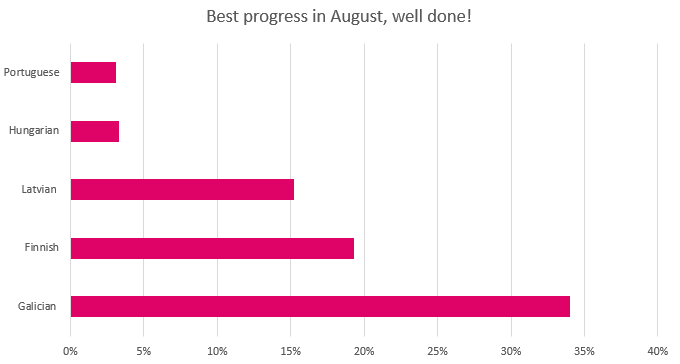 Best progress in August, well done!
Portuguese
Hungarian
Latvian
Finnish
Galician
0% 5% 10% 15% 20% 25% 30% 35% 40%